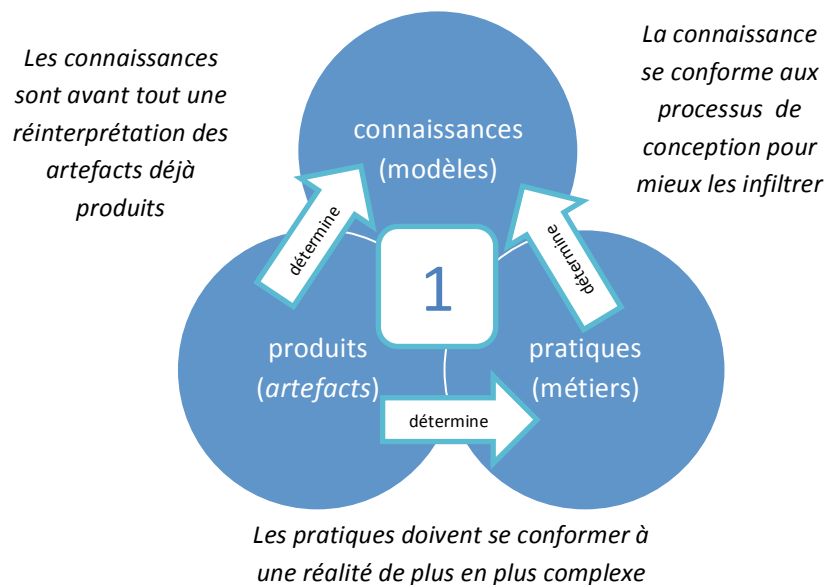 Les connaissances
sont avant tout une
réinterprétation des
artefacts déjà
produits
La connaissance
se conforme aux
processus de
conception pour
mieux les infiltrer
connaissances
(modèles)
détermine
détermine
1
produits
(artefacts)
pratiques
(métiers)
détermine
Les pratiques doivent se conformer à
une réalité de plus en plus complexe